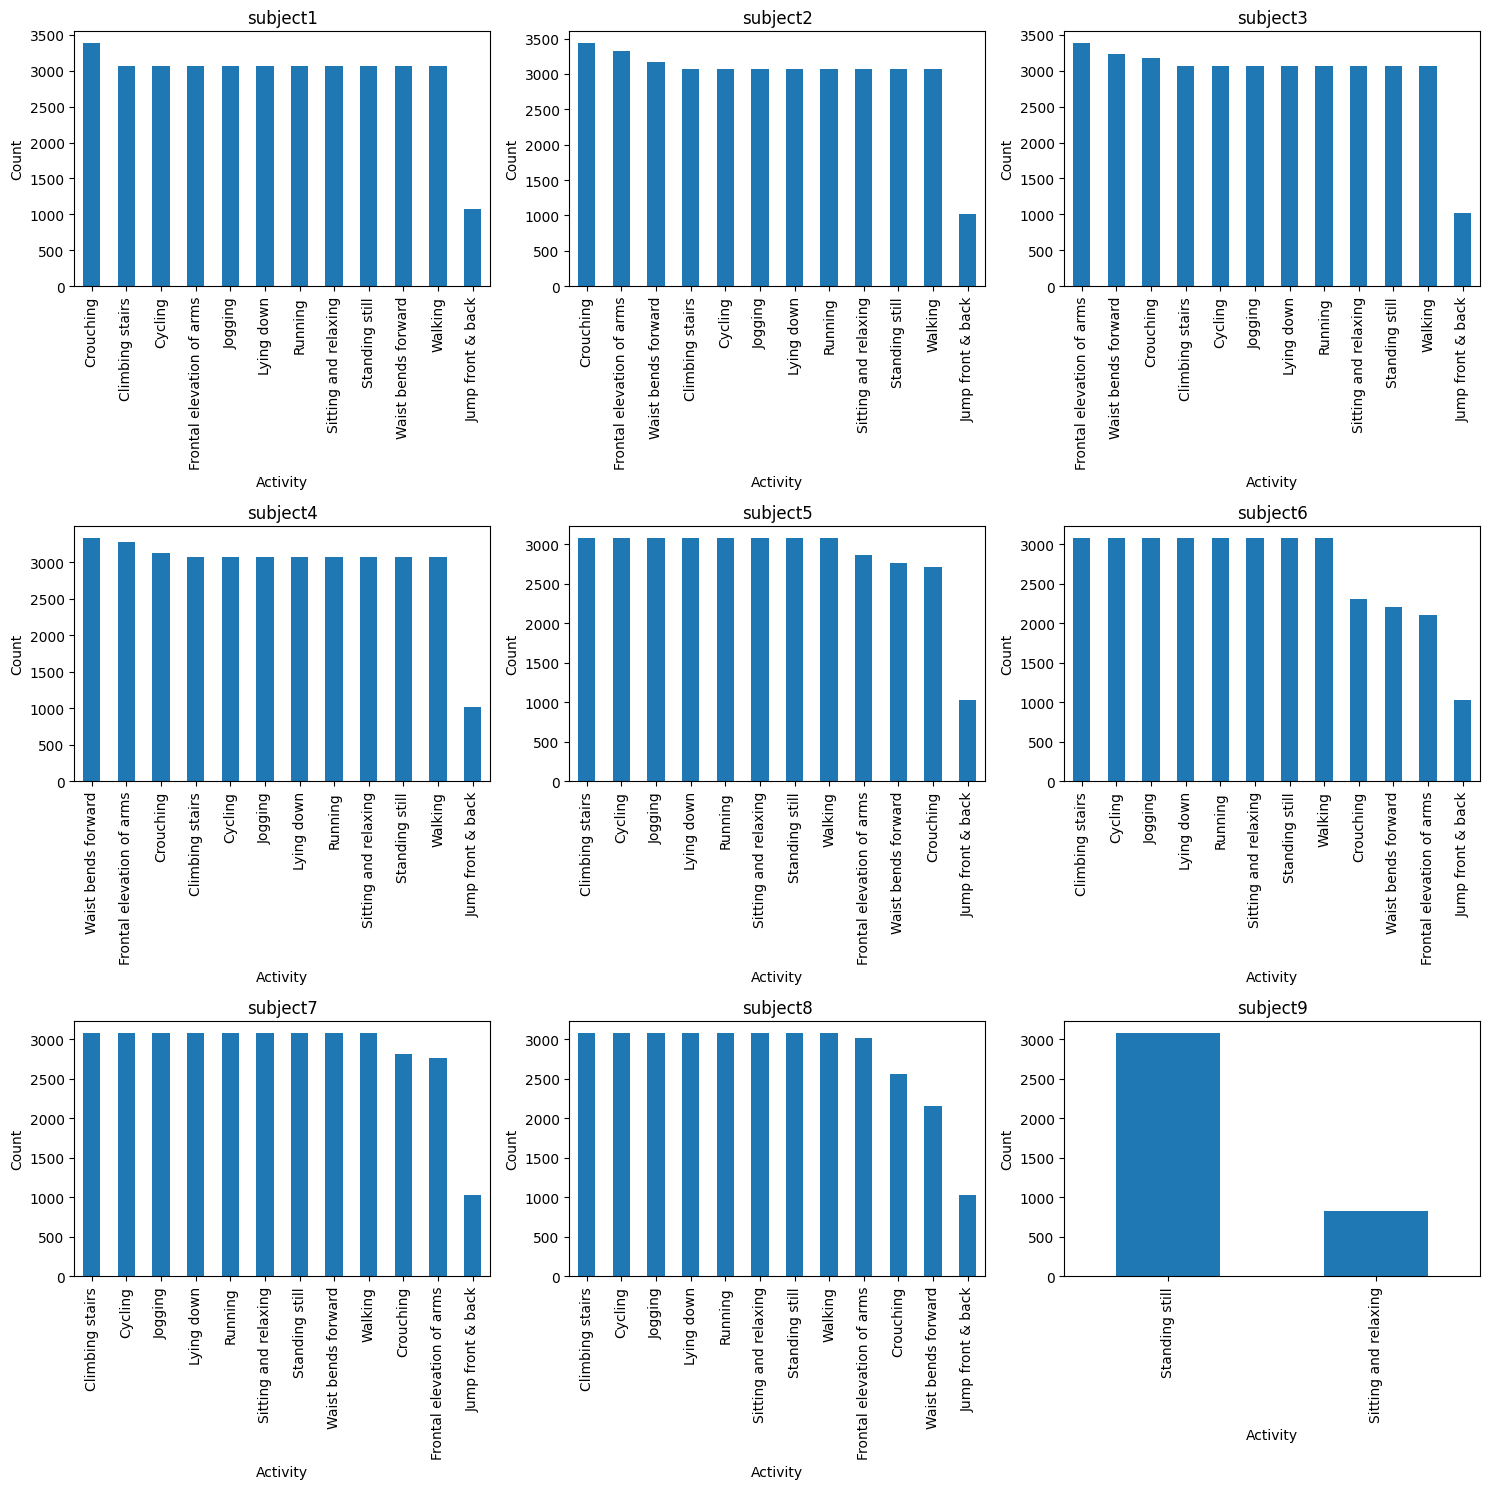 subject1
Count
3500
3000
2500
2000
1500
1000
500
0
Crouching
Climbing stairs
Cycling
Frontal elevation of arms
Jogging
Lying down
Running
Sitting and relaxing
Standing still
Waist bends forward
Walking
Jump front & back
Activity
subject2
Count
3500
3000
2500
2000
1500
1000
500
0
Crouching
Frontal elevation of arms
Waist bends forward
Climbing stairs
Cycling
Jogging
Lying down
Running
Sitting and relaxing
Standing still
Walking
Jump front & back
Activity
subject3
Count
3500
3000
2500
2000
1500
1000
500
0
Frontal elevation of arms
Waist bends forward
Crouching
Climbing stairs
Cycling
Jogging
Lying down
Running
Sitting and relaxing
Standing still
Walking
Jump front & back
Activity
subject4
Count
3000
2500
2000
1500
1000
500
0
Waist bends forward
Frontal elevation of arms
Crouching
Climbing stairs
Cycling
Jogging
Lying down
Running
Sitting and relaxing
Standing still
Walking
Jump front & back
Activity
subject5
Count
3000
2500
2000
1500
1000
500
0
Climbing stairs
Cycling
Jogging
Lying down
Running
Sitting and relaxing
Standing still
Walking
Frontal elevation of arms
Waist bends forward
Crouching
Jump front & back
Activity
subject6
Count
3000
2500
2000
1500
1000
500
0
Climbing stairs
Cycling
Jogging
Lying down
Running
Sitting and relaxing
Standing still
Walking
Crouching
Waist bends forward
Frontal elevation of arms
Jump front & back
Activity
subject7
Count
3000
2500
2000
1500
1000
500
0
Climbing stairs
Cycling
Jogging
Lying down
Running
Sitting and relaxing
Standing still
Waist bends forward
Walking
Crouching
Frontal elevation of arms
Jump front & back
Activity
subject8
Count
3000
2500
2000
1500
1000
500
0
Climbing stairs
Cycling
Jogging
Lying down
Running
Sitting and relaxing
Standing still
Walking
Frontal elevation of arms
Crouching
Waist bends forward
Jump front & back
Activity
subject9
Count
3000
2500
2000
1500
1000
500
0
Standing still
Sitting and relaxing
Activity